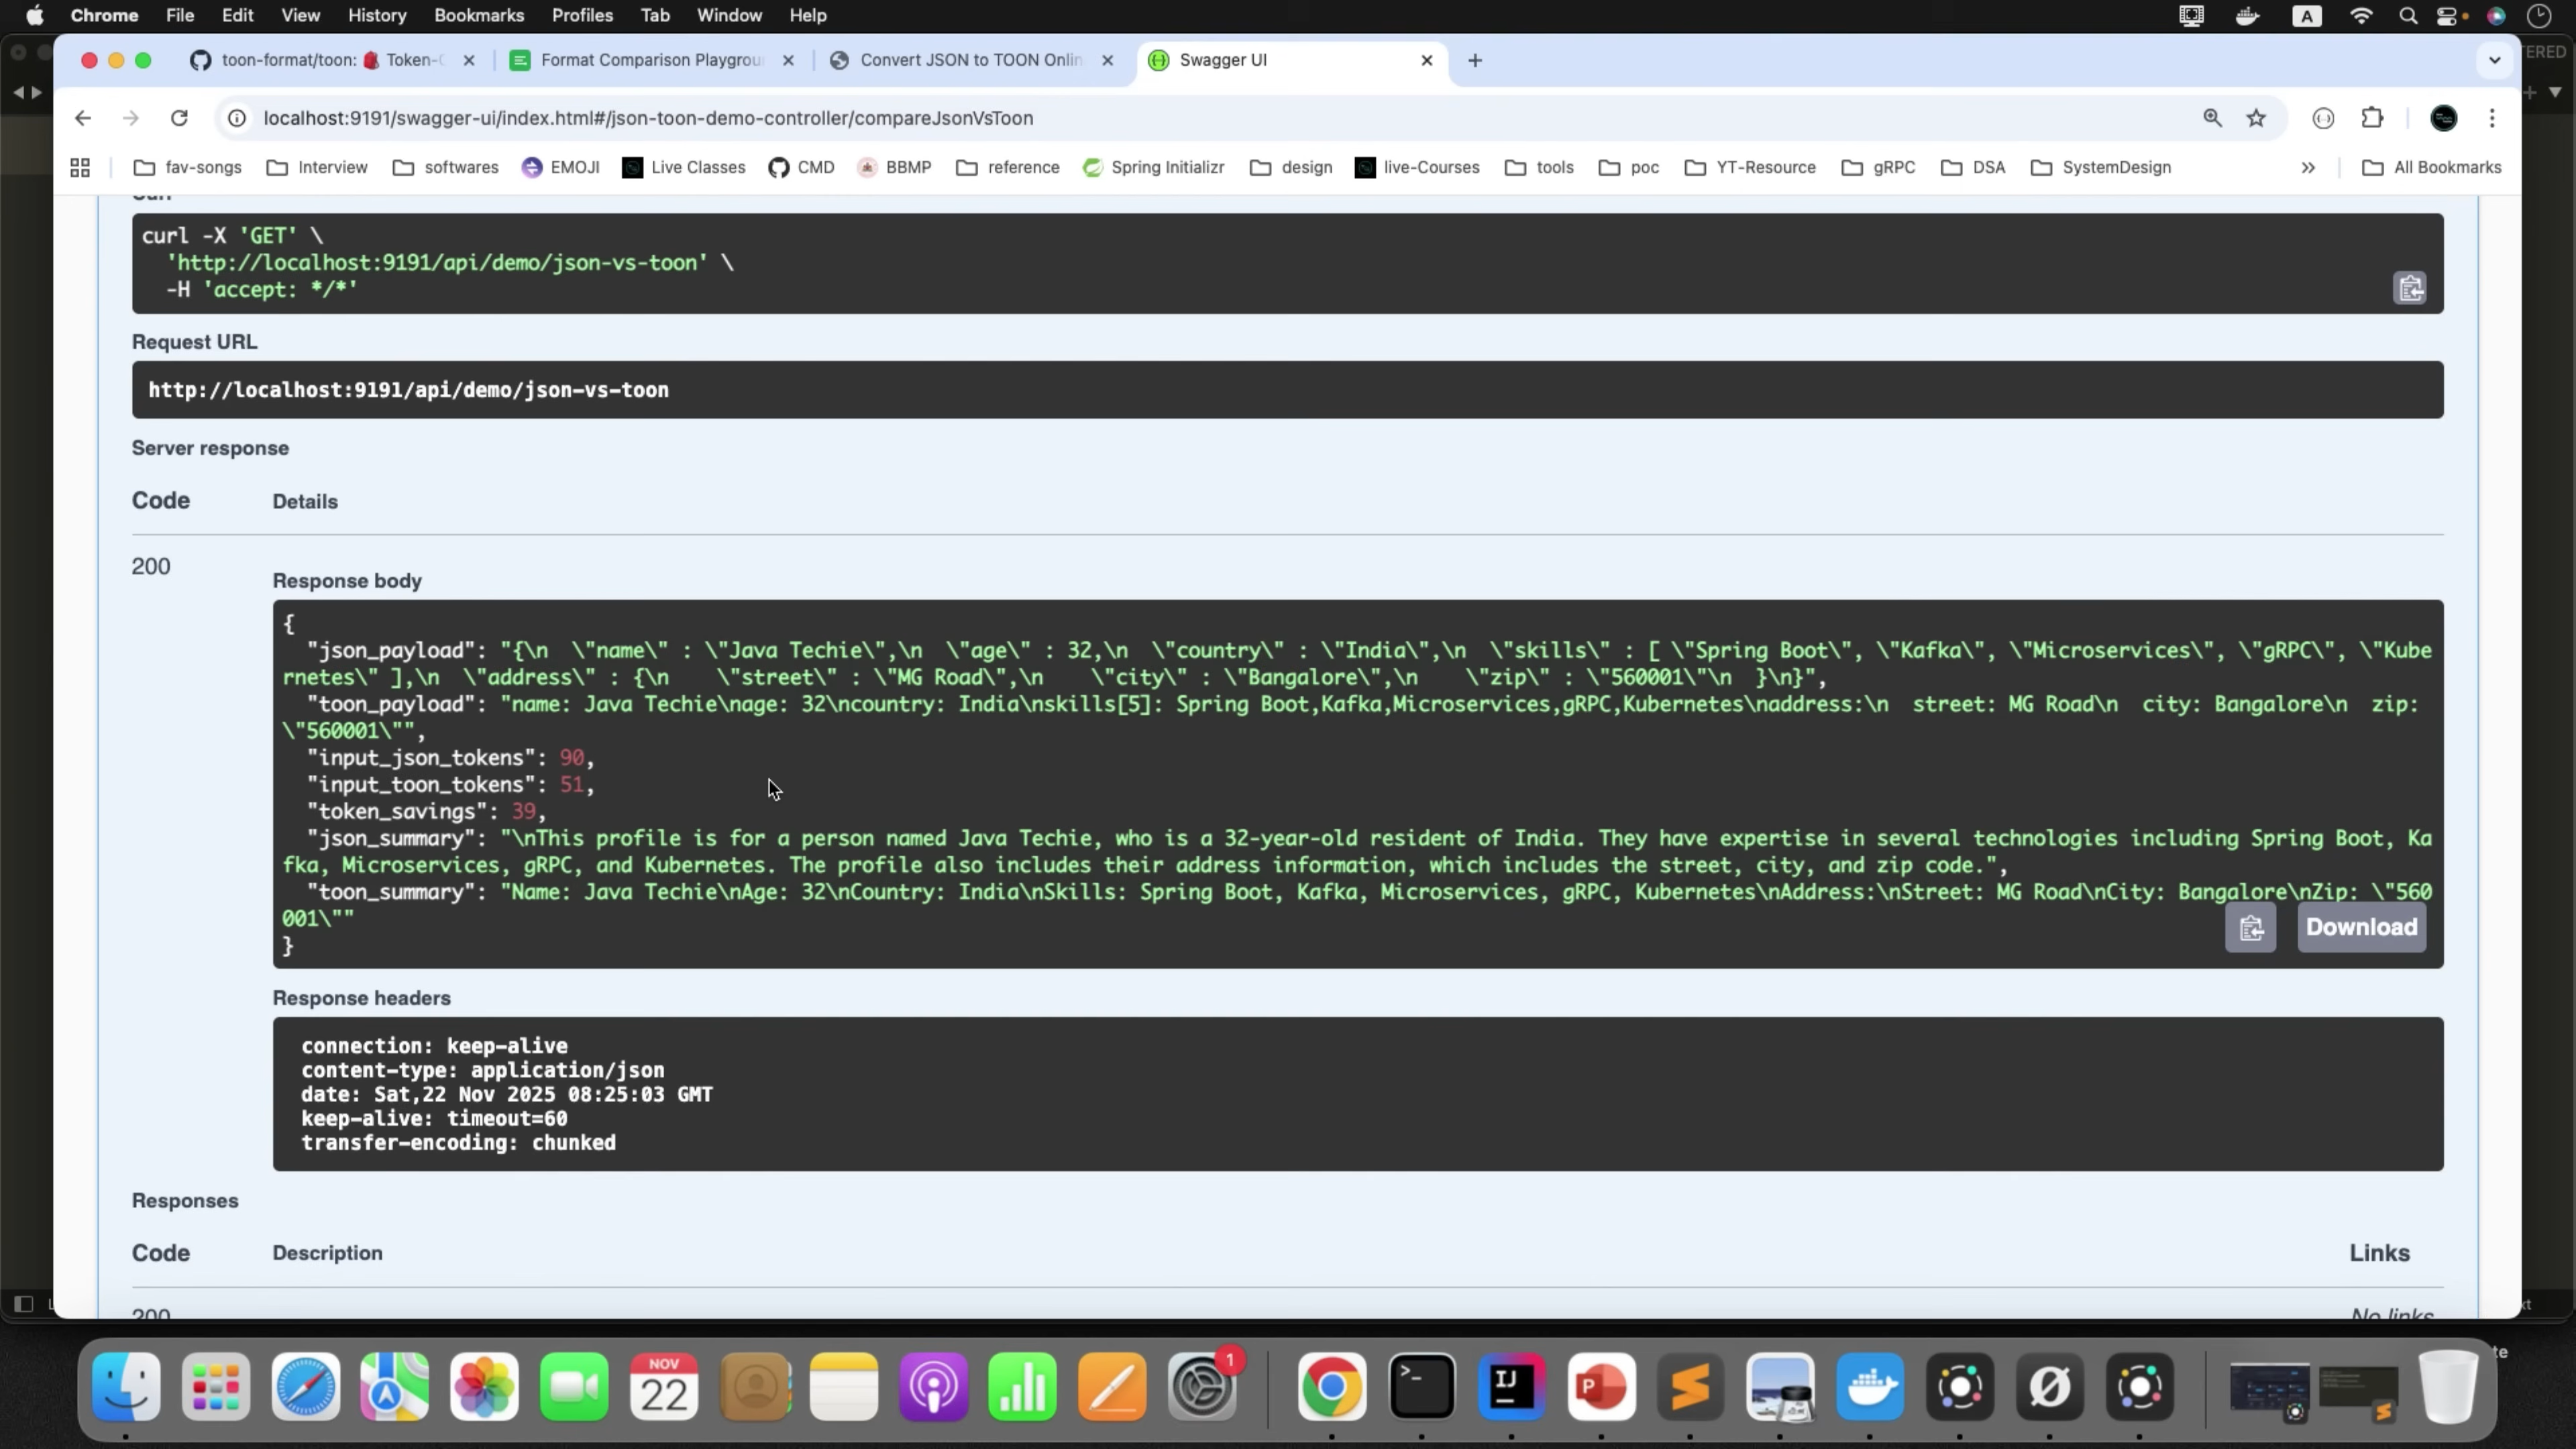 Chrome File Edit View History Bookmarks Profiles Tab Window Help
toon-format/toon: Token- Format Comparison Playgrou Convert JSON to TOON Onlin Swagger UI
localhost:9191/swagger-ui/index.html#/json-toon-demo-controller/compareJsonVsToon
fav-songs Interview softwares EMOJI Live Classes CMD BBMP reference Spring Initializr design live-Courses tools poc YT-Resource gRPC DSA SystemDesign » All Bookmarks
curl -X 'GET' \
'http://localhost:9191/api/demo/json-vs-toon' \
-H 'accept: */*'
Request URL
http://localhost:9191/api/demo/json-vs-toon
Server response
Code Details
200
Response body
{
"json_payload": "{\n  \"name\" : \"Java Techie\",\n  \"age\" : 32,\n  \"country\" : \"India\",\n  \"skills\" : [ \"Spring Boot\", \"Kafka\", \"Microservices\", \"gRPC\", \"Kube
rnetes\" ],\n  \"address\" : {\n    \"street\" : \"MG Road\",\n    \"city\" : \"Bangalore\",\n    \"zip\" : \"560001\"\n  }\n}",
"toon_payload": "name: Java Techie\nage: 32\ncountry: India\nskills[5]: Spring Boot,Kafka,Microservices,gRPC,Kubernetes\naddress:\n  street: MG Road\n  city: Bangalore\n  zip:
\"560001\"",
"input_json_tokens": 90,
"input_toon_tokens": 51,
"token_savings": 39,
"json_summary": "\nThis profile is for a person named Java Techie, who is a 32-year-old resident of India. They have expertise in several technologies including Spring Boot, Ka
fka, Microservices, gRPC, and Kubernetes. The profile also includes their address information, which includes the street, city, and zip code.",
"toon_summary": "Name: Java Techie\nAge: 32\nCountry: India\nSkills: Spring Boot, Kafka, Microservices, gRPC, Kubernetes\nAddress:\nStreet: MG Road\nCity: Bangalore\nZip: \"560
001\""
}
Download
Response headers
connection: keep-alive
content-type: application/json
date: Sat,22 Nov 2025 08:25:03 GMT
keep-alive: timeout=60
transfer-encoding: chunked
Responses
Code Description Links
200 No links
NOV
22
1